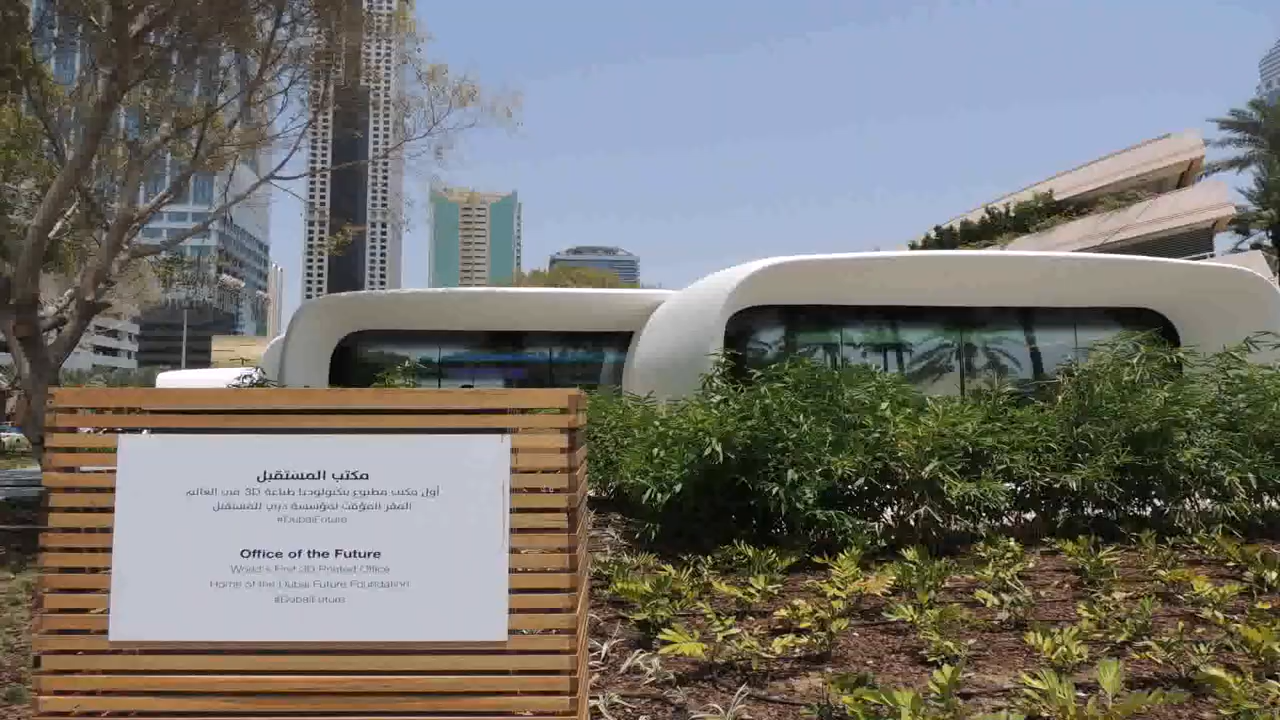 مكتب المستقبل
أول مكتب مطبوع بتكنولوجيا طباعة 3D في العالم
المقر المؤقت لمؤسسة دبي للمستقبل
#DubaiFuture
Office of the Future
World's First 3D Printed Office
Home of the Dubai Future Foundation
#DubaiFuture